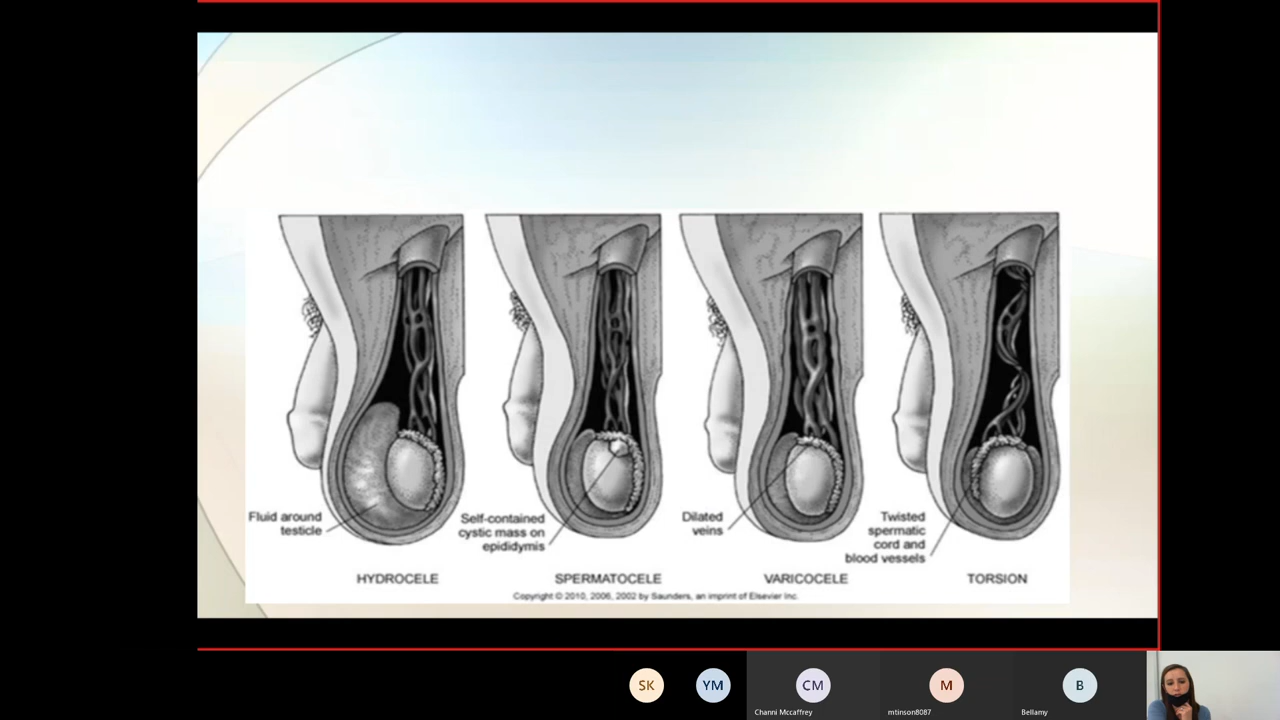 Fluid around
testicle
Self-contained
cystic mass on
epididymis
Dilated
veins
Twisted
spermatic
cord and
blood vessels
HYDROCELE
SPERMATOCELE
VARICOCELE
TORSION
Copyright © 2010, 2006, 2002 by Saunders, an imprint of Elsevier Inc.
SK
YM
CM
M
B
Channi Mccaffrey
mtinson8087
Bellamy